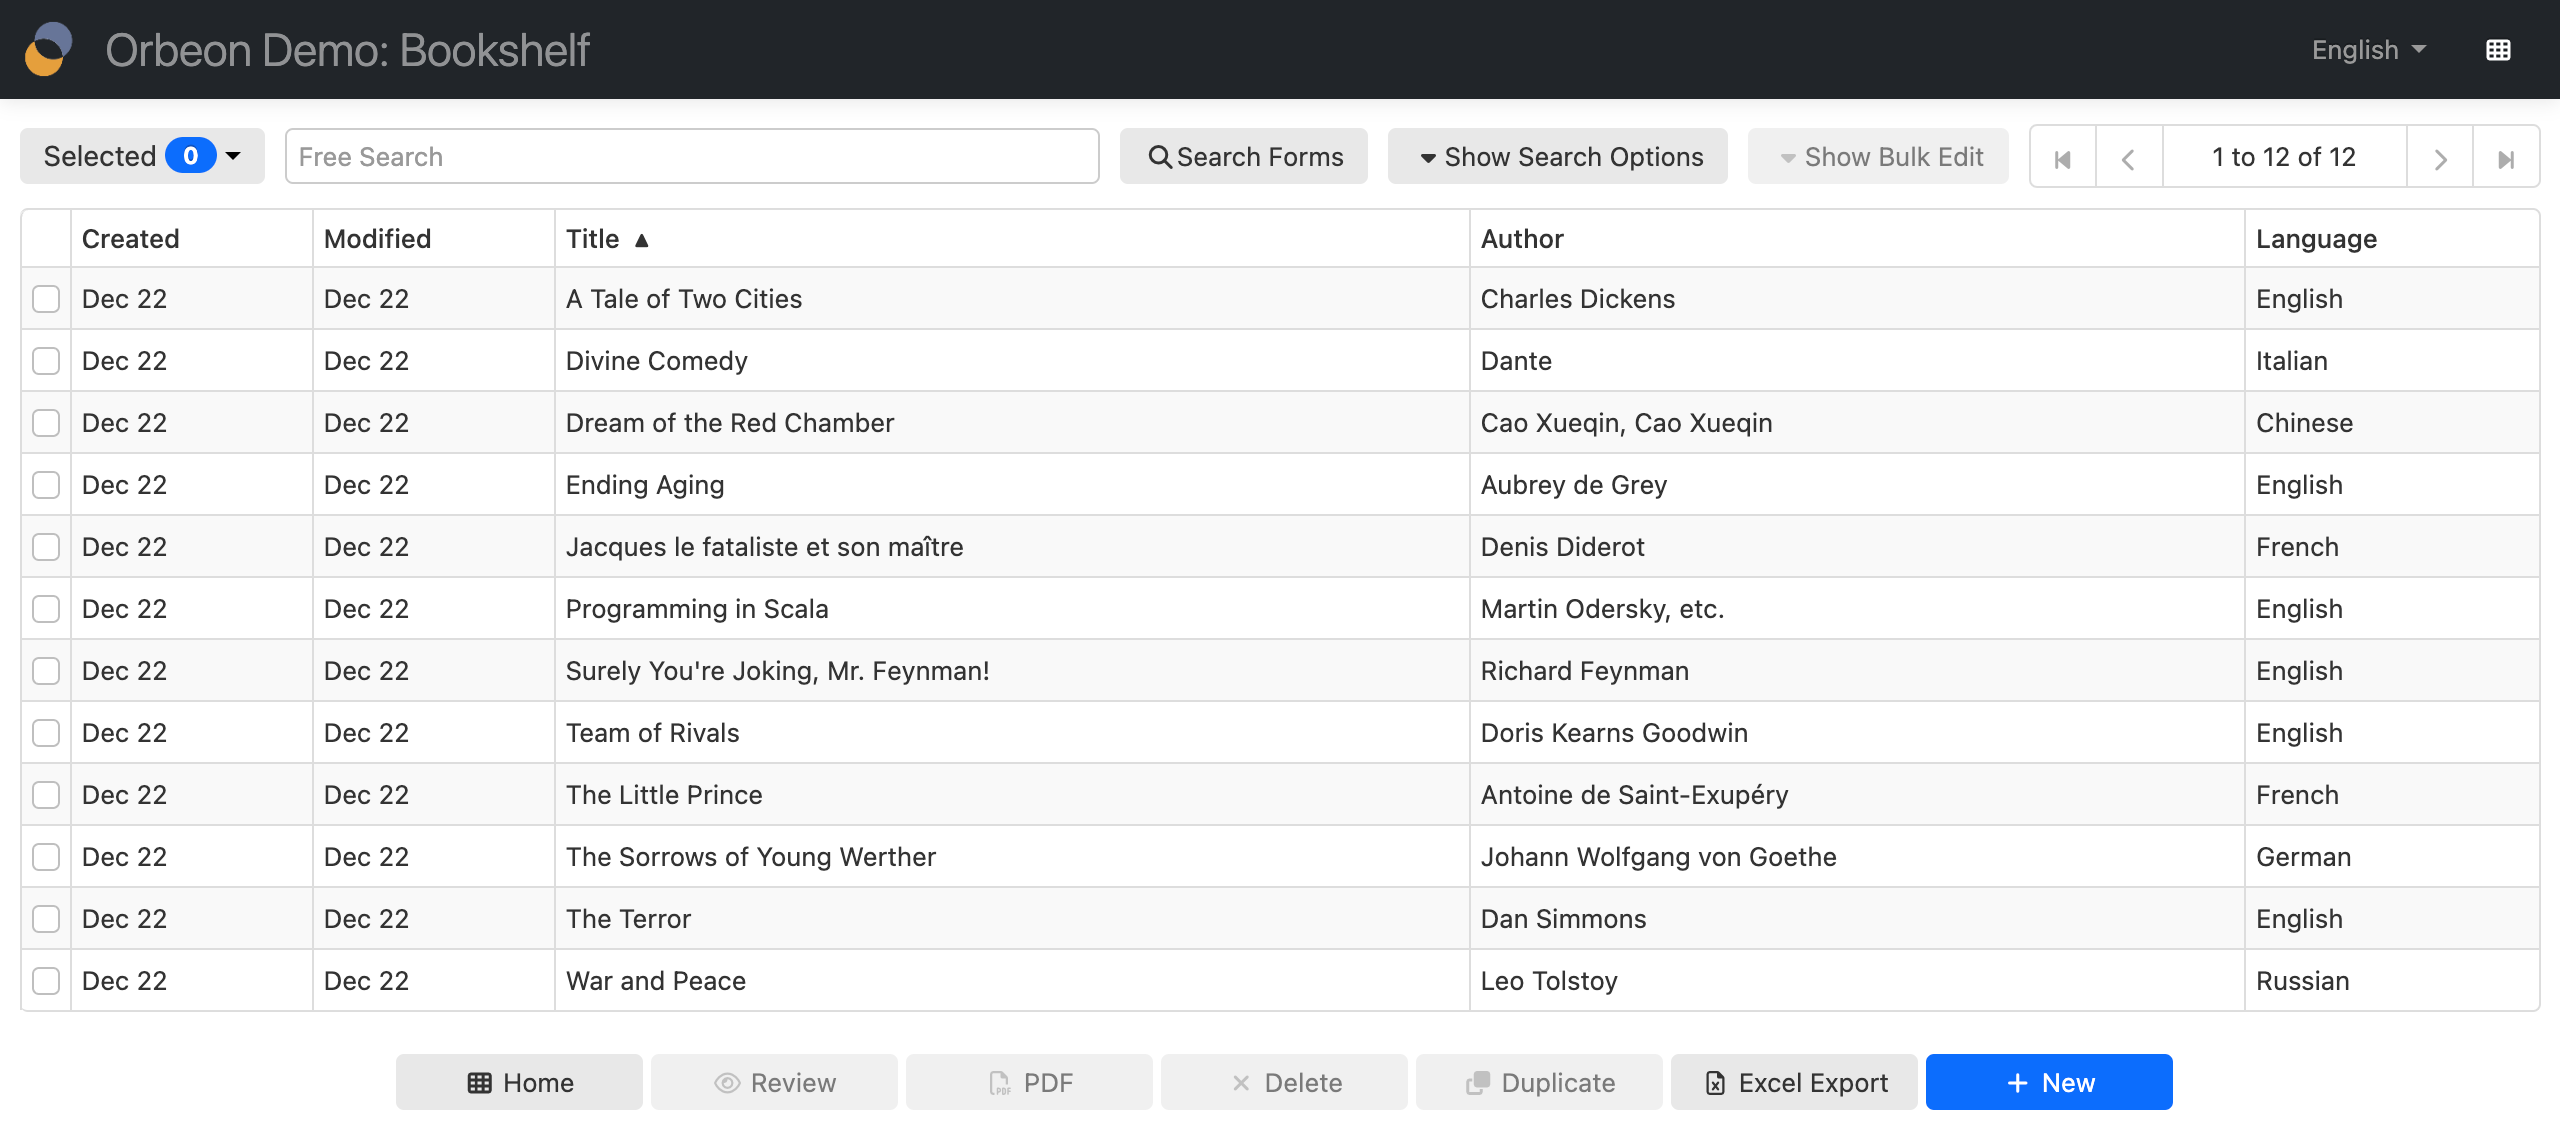 Orbeon Demo: Bookshelf English
Selected 0 Free Search Search Forms Show Search Options Show Bulk Edit 1 to 12 of 12
Created Modified Title ▲ Author Language
Dec 22 Dec 22 A Tale of Two Cities Charles Dickens English
Dec 22 Dec 22 Divine Comedy Dante Italian
Dec 22 Dec 22 Dream of the Red Chamber Cao Xueqin, Cao Xueqin Chinese
Dec 22 Dec 22 Ending Aging Aubrey de Grey English
Dec 22 Dec 22 Jacques le fataliste et son maître Denis Diderot French
Dec 22 Dec 22 Programming in Scala Martin Odersky, etc. English
Dec 22 Dec 22 Surely You're Joking, Mr. Feynman! Richard Feynman English
Dec 22 Dec 22 Team of Rivals Doris Kearns Goodwin English
Dec 22 Dec 22 The Little Prince Antoine de Saint-Exupéry French
Dec 22 Dec 22 The Sorrows of Young Werther Johann Wolfgang von Goethe German
Dec 22 Dec 22 The Terror Dan Simmons English
Dec 22 Dec 22 War and Peace Leo Tolstoy Russian
Home Review PDF Delete Duplicate Excel Export New